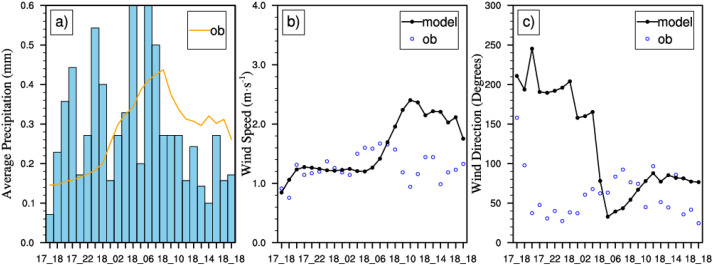 a)
ob
Average Precipitation (mm)
0.6
0.5
0.4
0.3
0.2
0.1
0.0
17_18 17_22 18_02 18_06 18_10 18_14 18_18
b)
model
ob
Wind Speed (m·s⁻¹)
4.0
3.0
2.0
1.0
0.0
17_18 17_22 18_02 18_06 18_10 18_14 18_18
c)
model
ob
Wind Direction (Degrees)
300
250
200
150
100
50
0
17_18 17_22 18_02 18_06 18_10 18_14 18_18